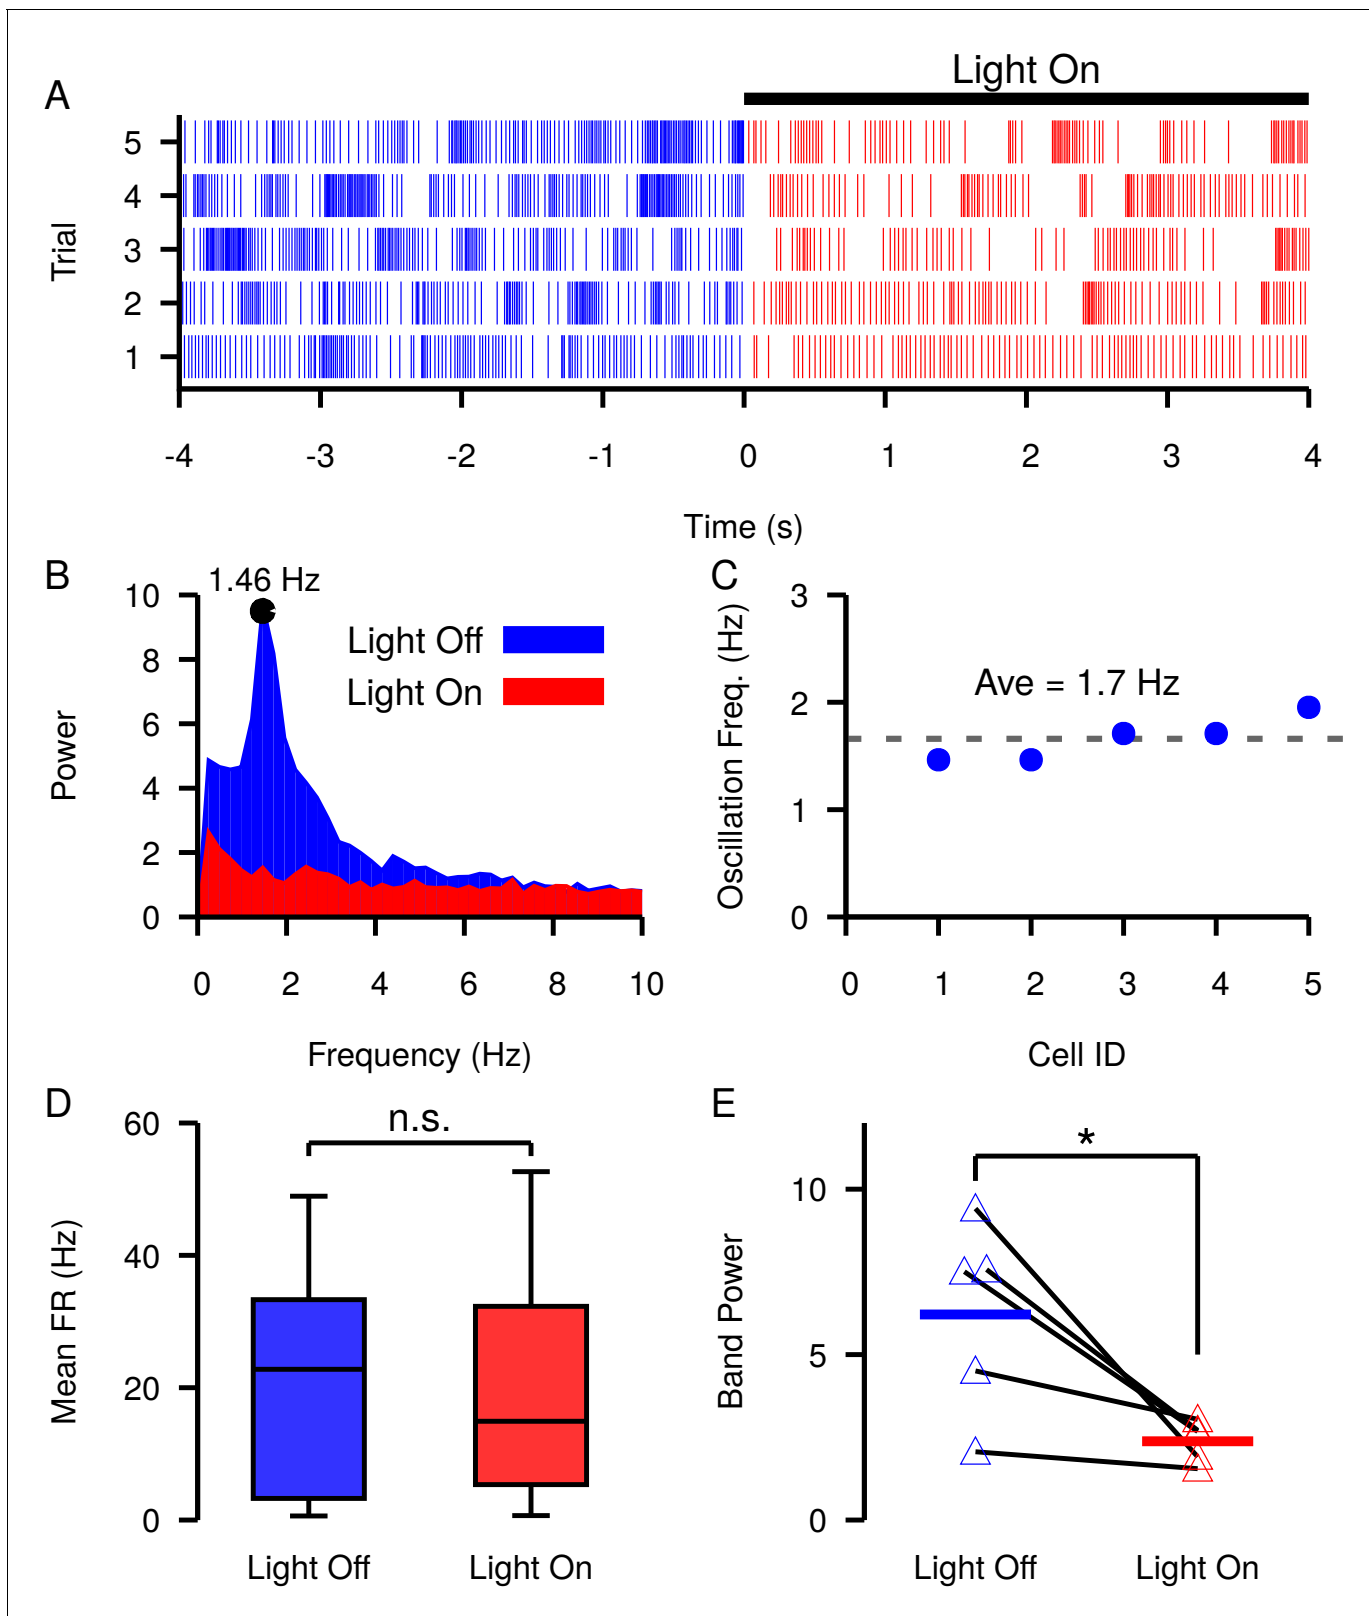 A
Light On
Trial
5
4
3
2
1
-4 -3 -2 -1 0 1 2 3 4
Time (s)
B
1.46 Hz
Power
10
8
6
4
2
0
Light Off
Light On
0 2 4 6 8 10
Frequency (Hz)
C
Oscillation Freq. (Hz)
3
2
1
0
Ave = 1.7 Hz
0 1 2 3 4 5
Cell ID
D
Mean FR (Hz)
60
40
20
0
n.s.
Light Off Light On
E
Band Power
10
5
0
*
Light Off Light On